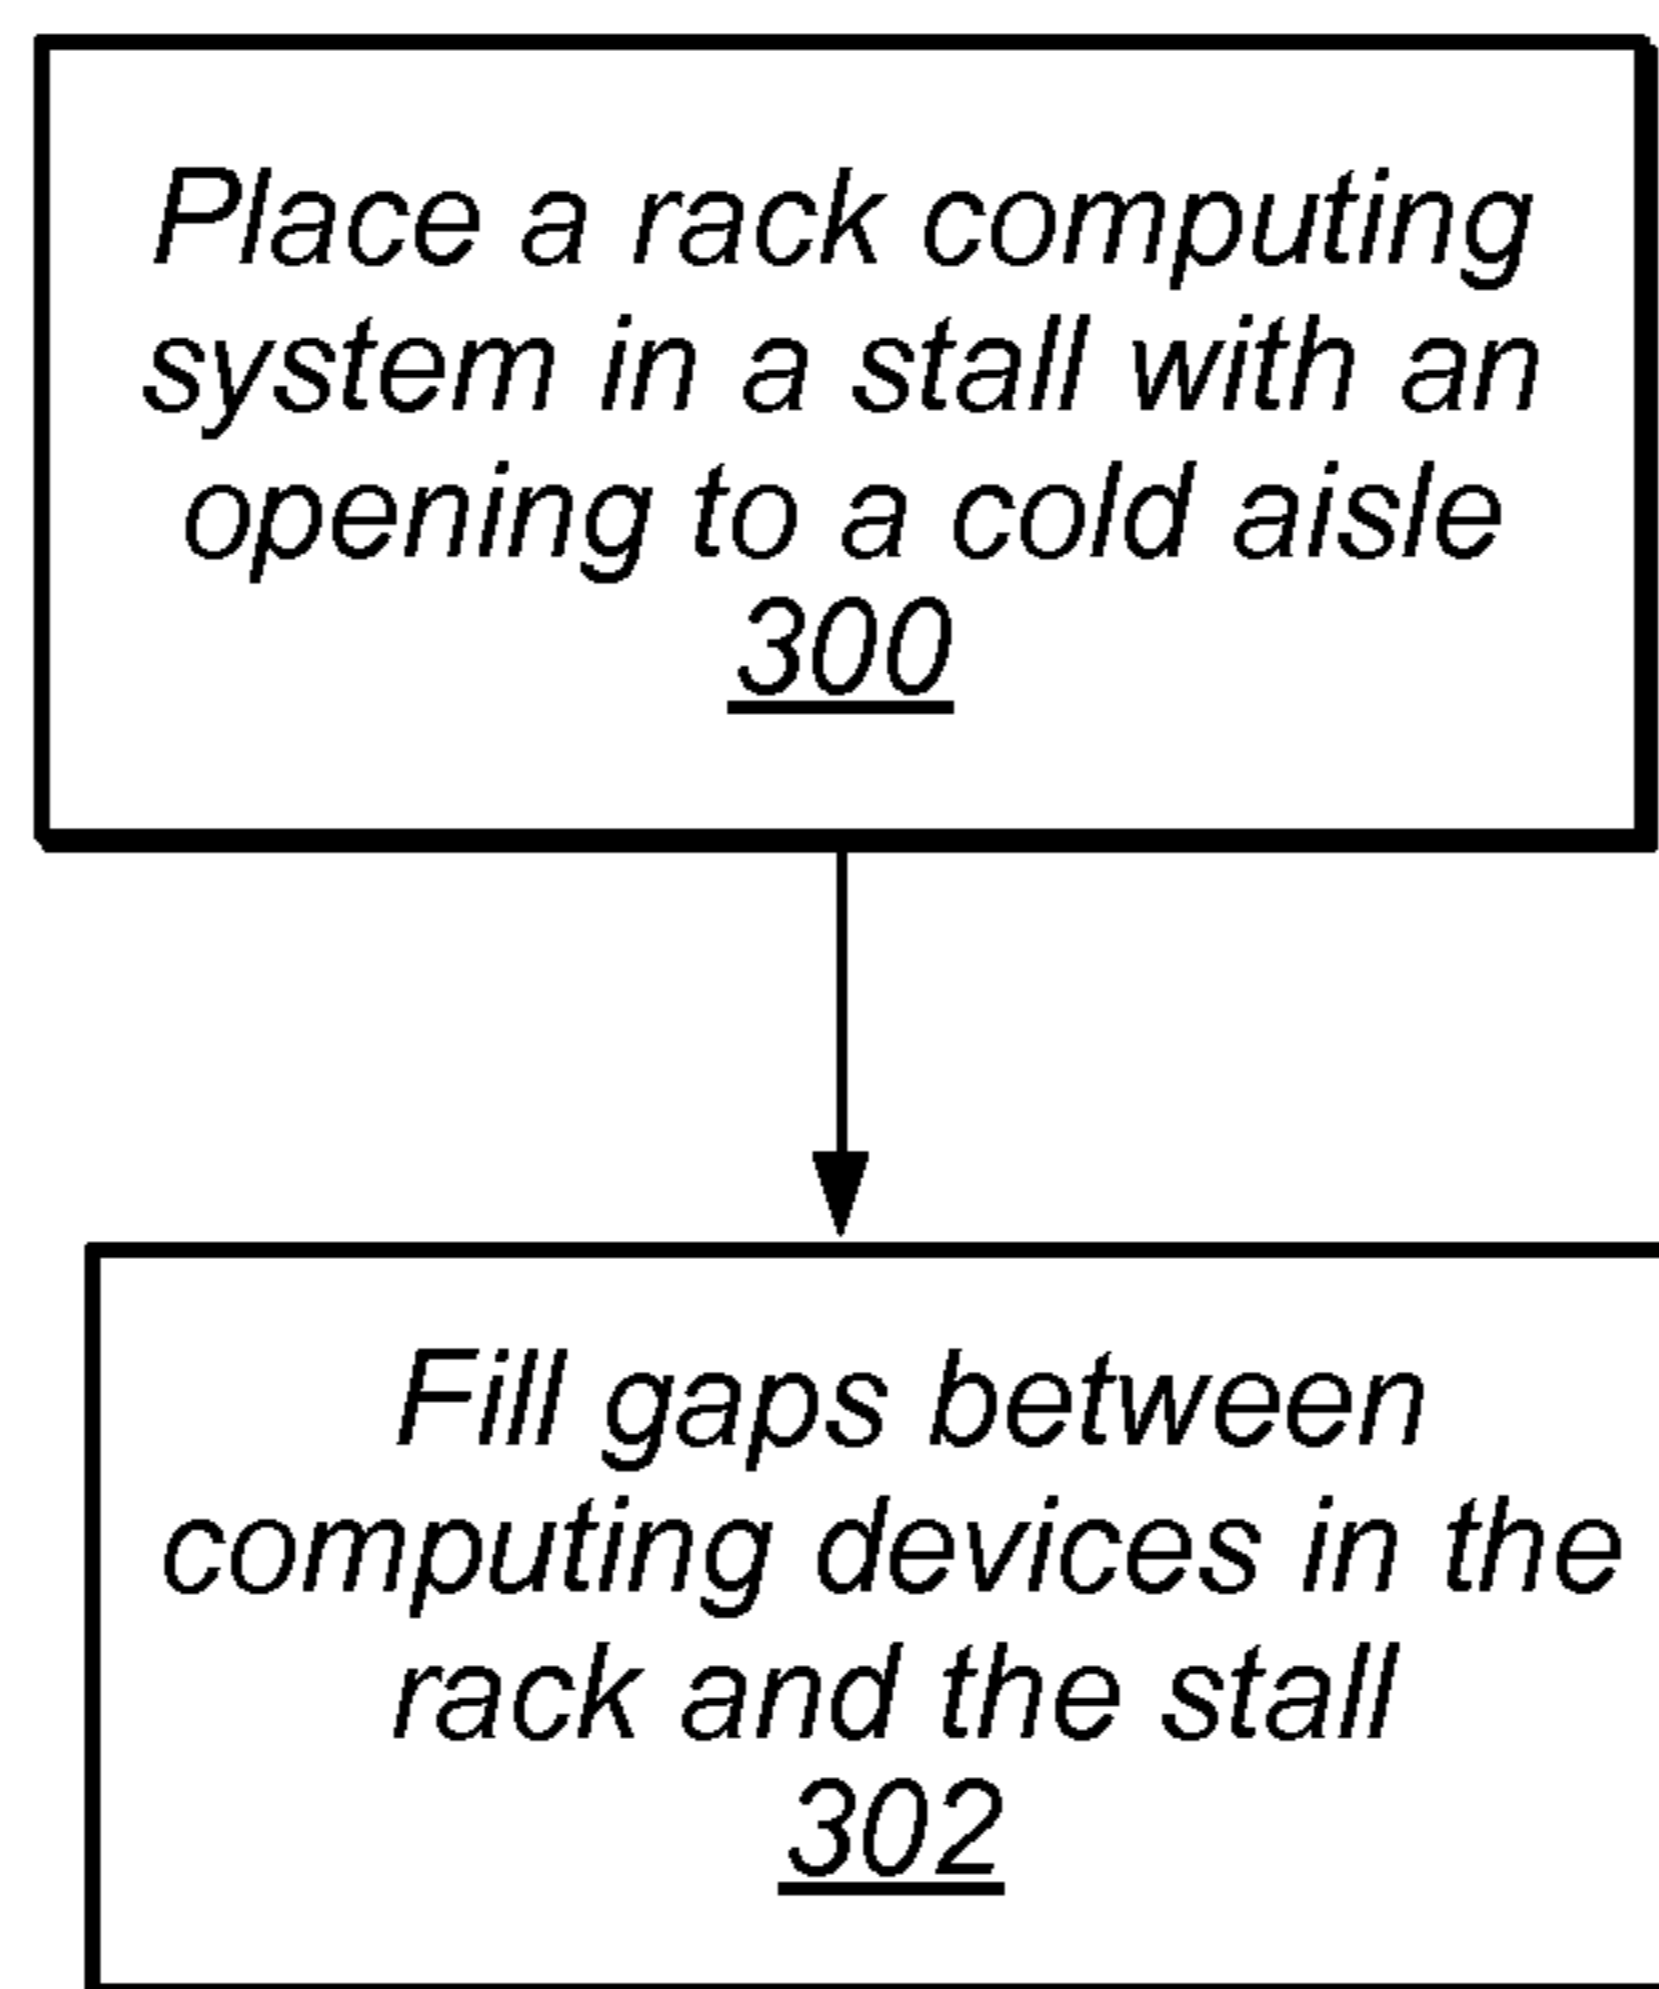 Place a rack computing
system in a stall with an
opening to a cold aisle
300
Fill gaps between
computing devices in the
rack and the stall
302